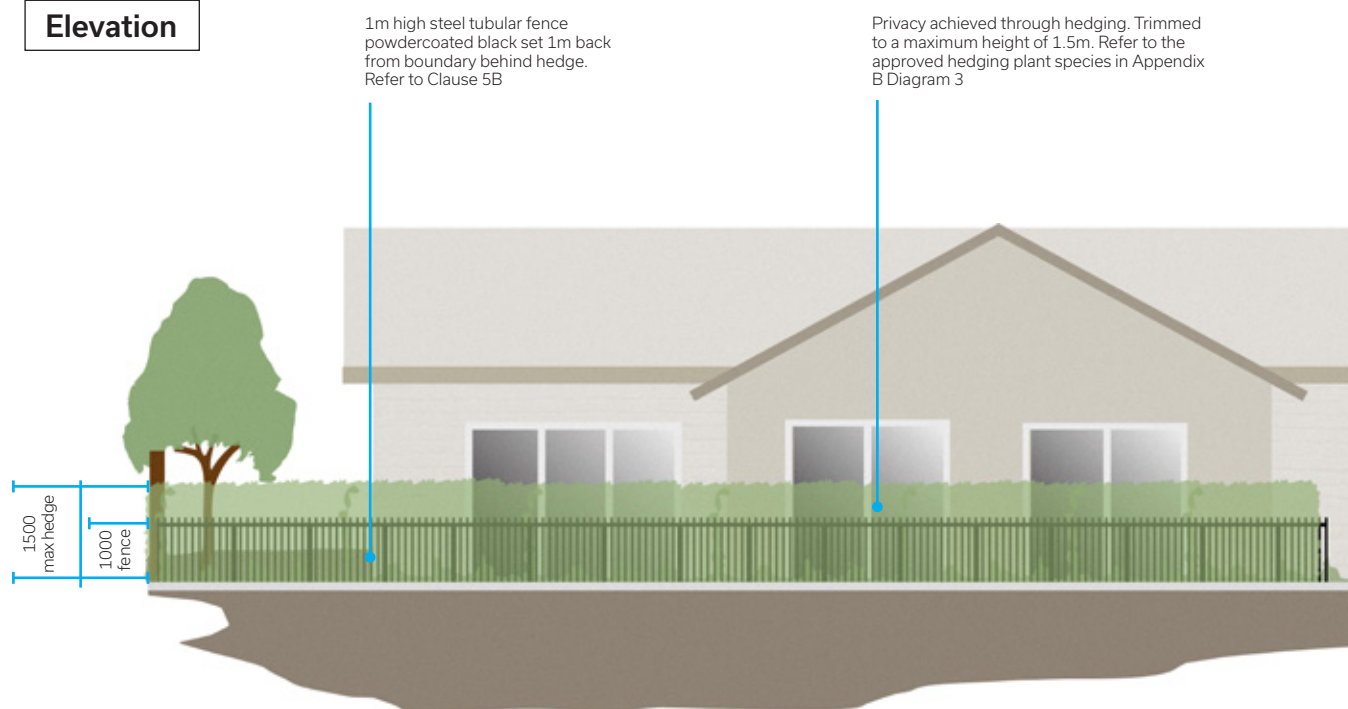 Elevation
1m high steel tubular fence
powdercoated black set 1m back
from boundary behind hedge.
Refer to Clause 5B
Privacy achieved through hedging. Trimmed
to a maximum height of 1.5m. Refer to the
approved hedging plant species in Appendix
B Diagram 3
1500
max hedge
1000
fence